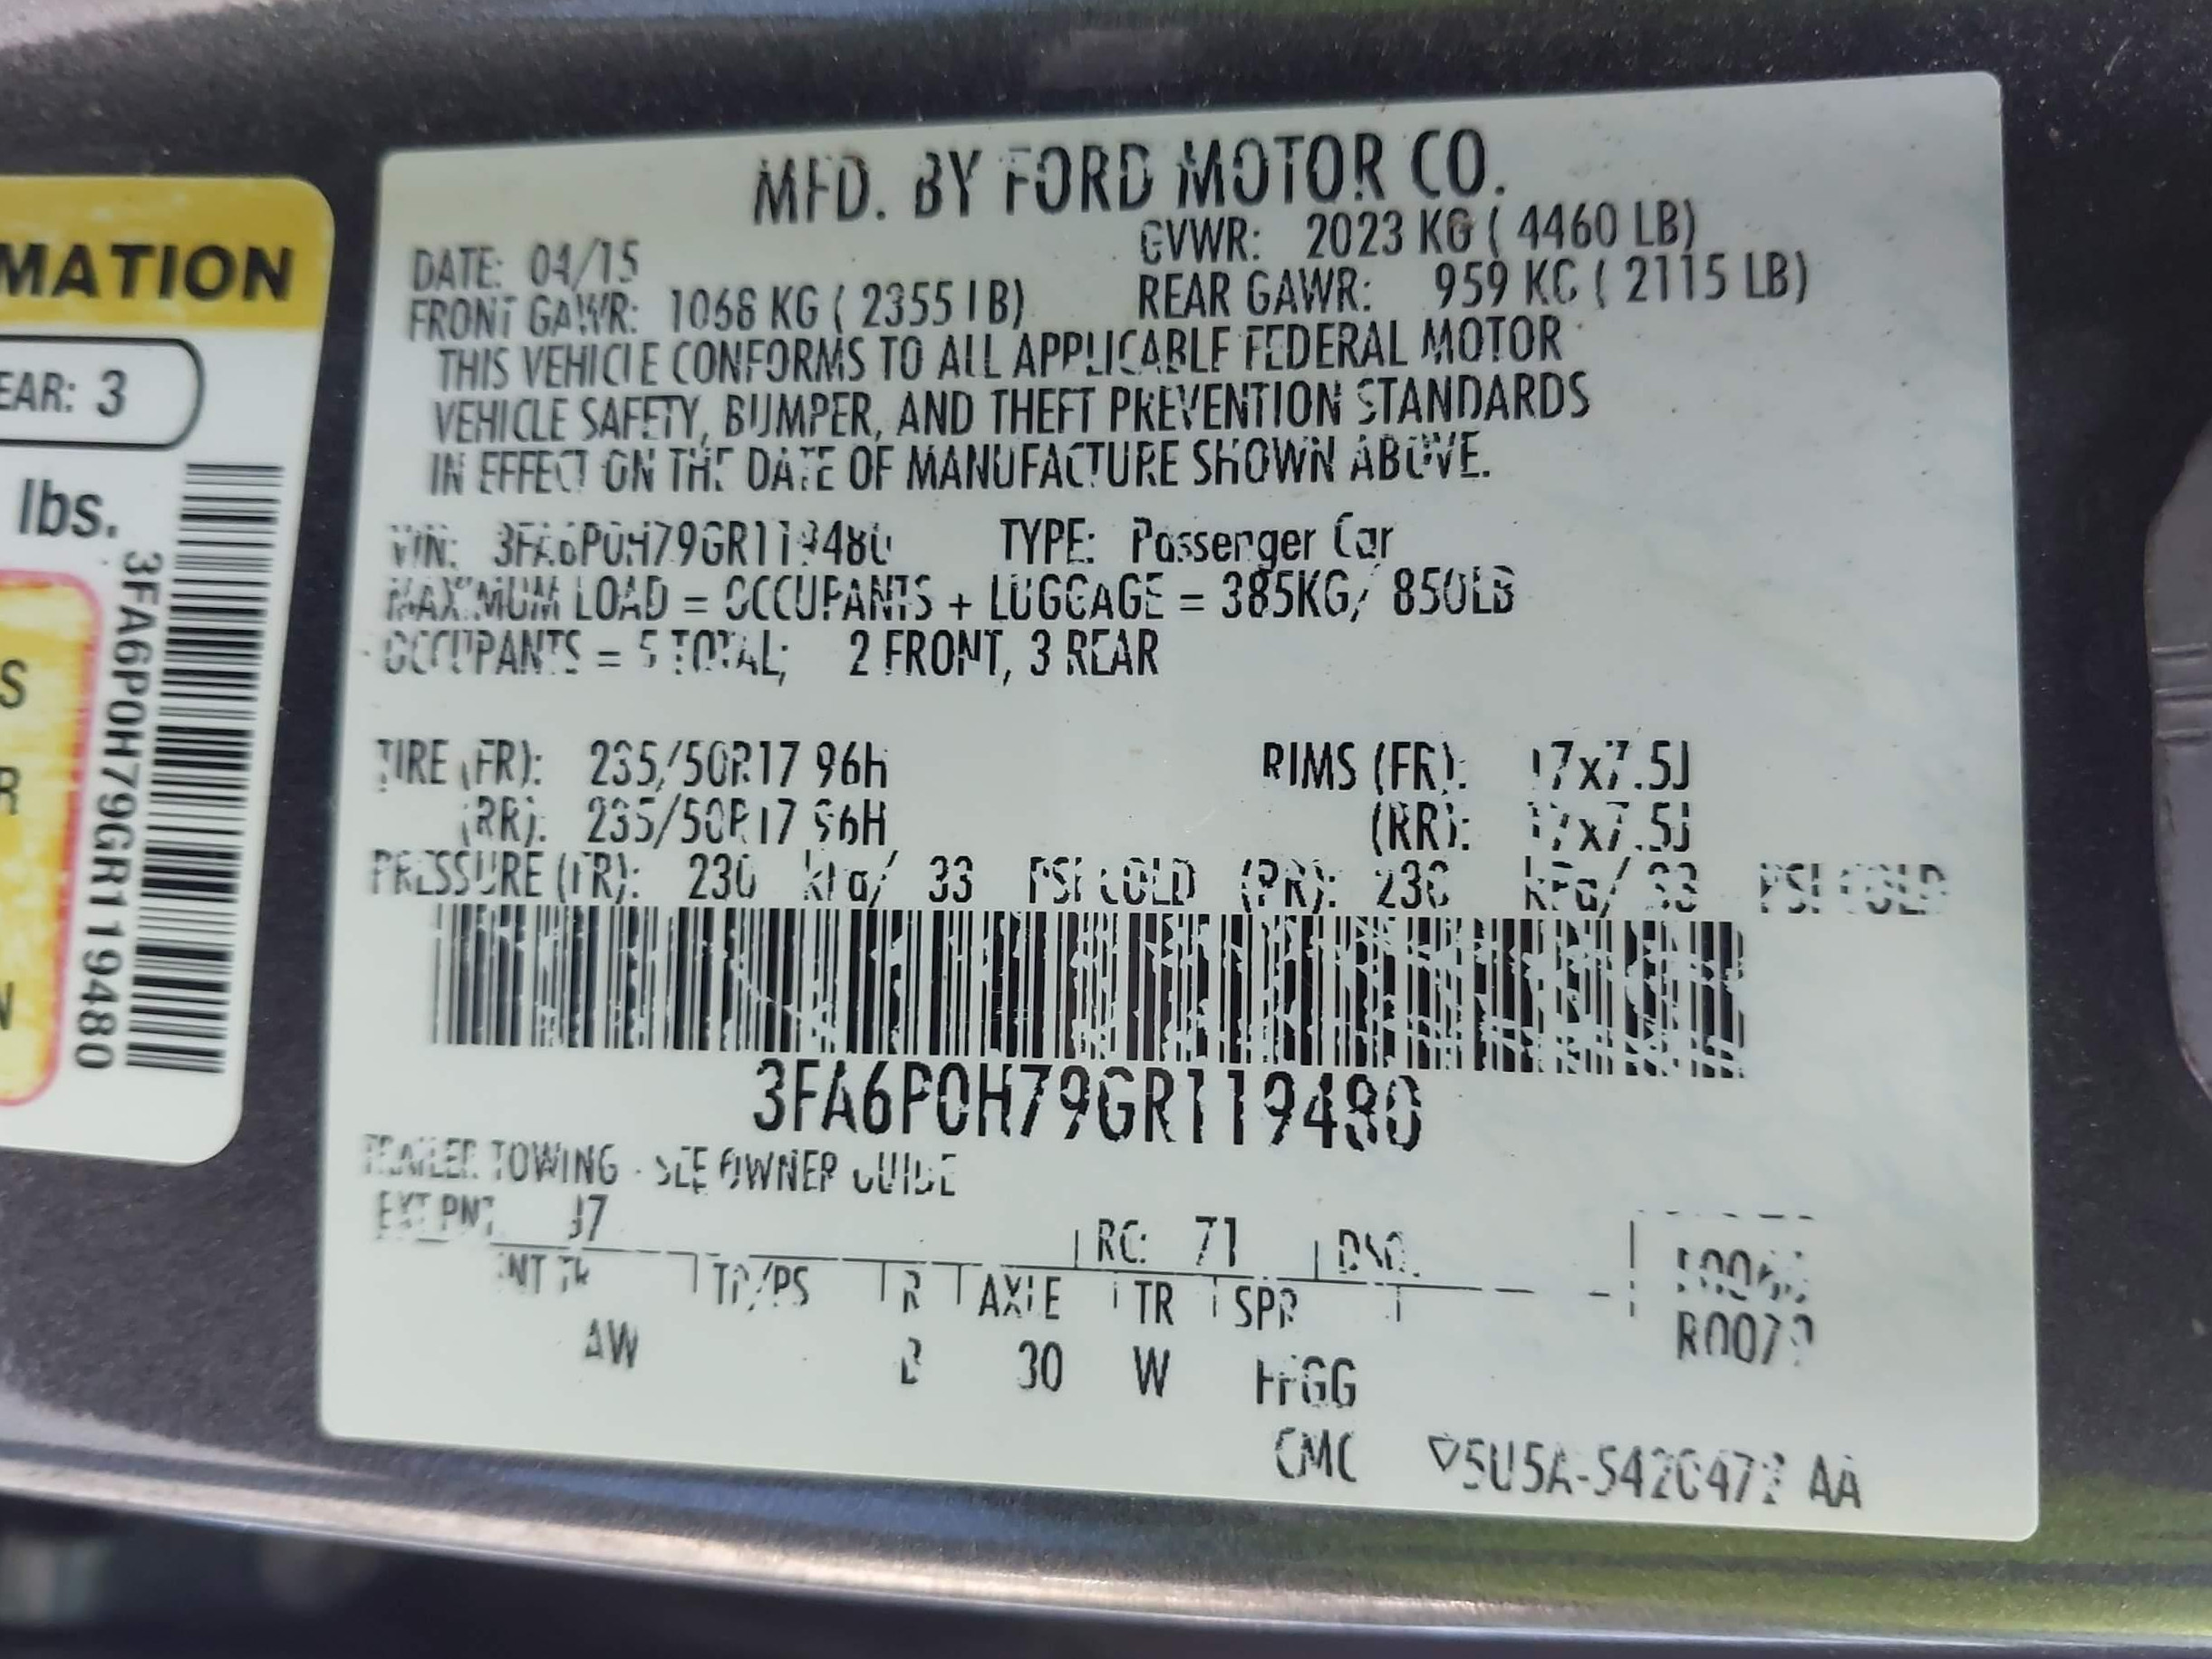 MATION
EAR: 3
lbs.
3FA6P0H79GR119480
S
R
N
MFD. BY FORD MOTOR CO.
DATE: 04/15
GVWR: 2023 KG ( 4460 LB)
FRONT GAWR: 1068 KG ( 2355 LB)
REAR GAWR: 959 KG ( 2115 LB)
THIS VEHICLE CONFORMS TO ALL APPLICABLE FEDERAL MOTOR
VEHICLE SAFETY, BUMPER, AND THEFT PREVENTION STANDARDS
IN EFFECT ON THE DATE OF MANUFACTURE SHOWN ABOVE.
VIN: 3FA6P0H79GR119480 TYPE: Passenger Car
MAXIMUM LOAD = OCCUPANTS + LUGGAGE = 385KG/ 850LB
OCCUPANTS = 5 TOTAL; 2 FRONT, 3 REAR
TIRE (FR): 235/50R17 96H RIMS (FR): 17x7.5J
(RR): 235/50R17 96H (RR): 17x7.5J
PRESSURE (FR): 230 kPa/ 33 PSI COLD (RR): 230 kPa/ 33 PSI COLD
3FA6P0H79GR119480
TRAILER TOWING - SEE OWNER GUIDE
EXT PNT J7 RC: 71 DSO:
INT TR TP/PS R AXLE TR SPR
AW 30 W FFGG
CMC 5U5A-5420472 AA